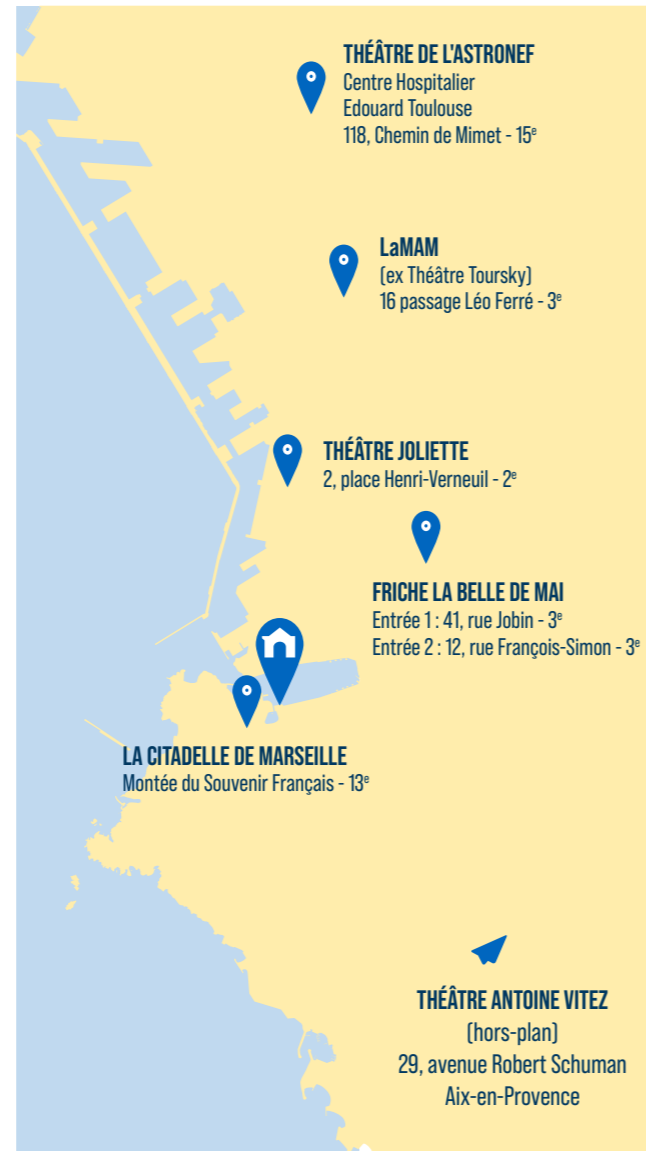 THÉÂTRE DE L'ASTRONEF
Centre Hospitalier
Edouard Toulouse
118, Chemin de Mimet - 15ᵉ
LaMAM
(ex Théâtre Toursky)
16 passage Léo Ferré - 3ᵉ
THÉÂTRE JOLIETTE
2, place Henri-Verneuil - 2ᵉ
FRICHE LA BELLE DE MAI
Entrée 1 : 41, rue Jobin - 3ᵉ
Entrée 2 : 12, rue François-Simon - 3ᵉ
LA CITADELLE DE MARSEILLE
Montée du Souvenir Français - 13ᵉ
THÉÂTRE ANTOINE VITEZ
(hors-plan)
29, avenue Robert Schuman
Aix-en-Provence